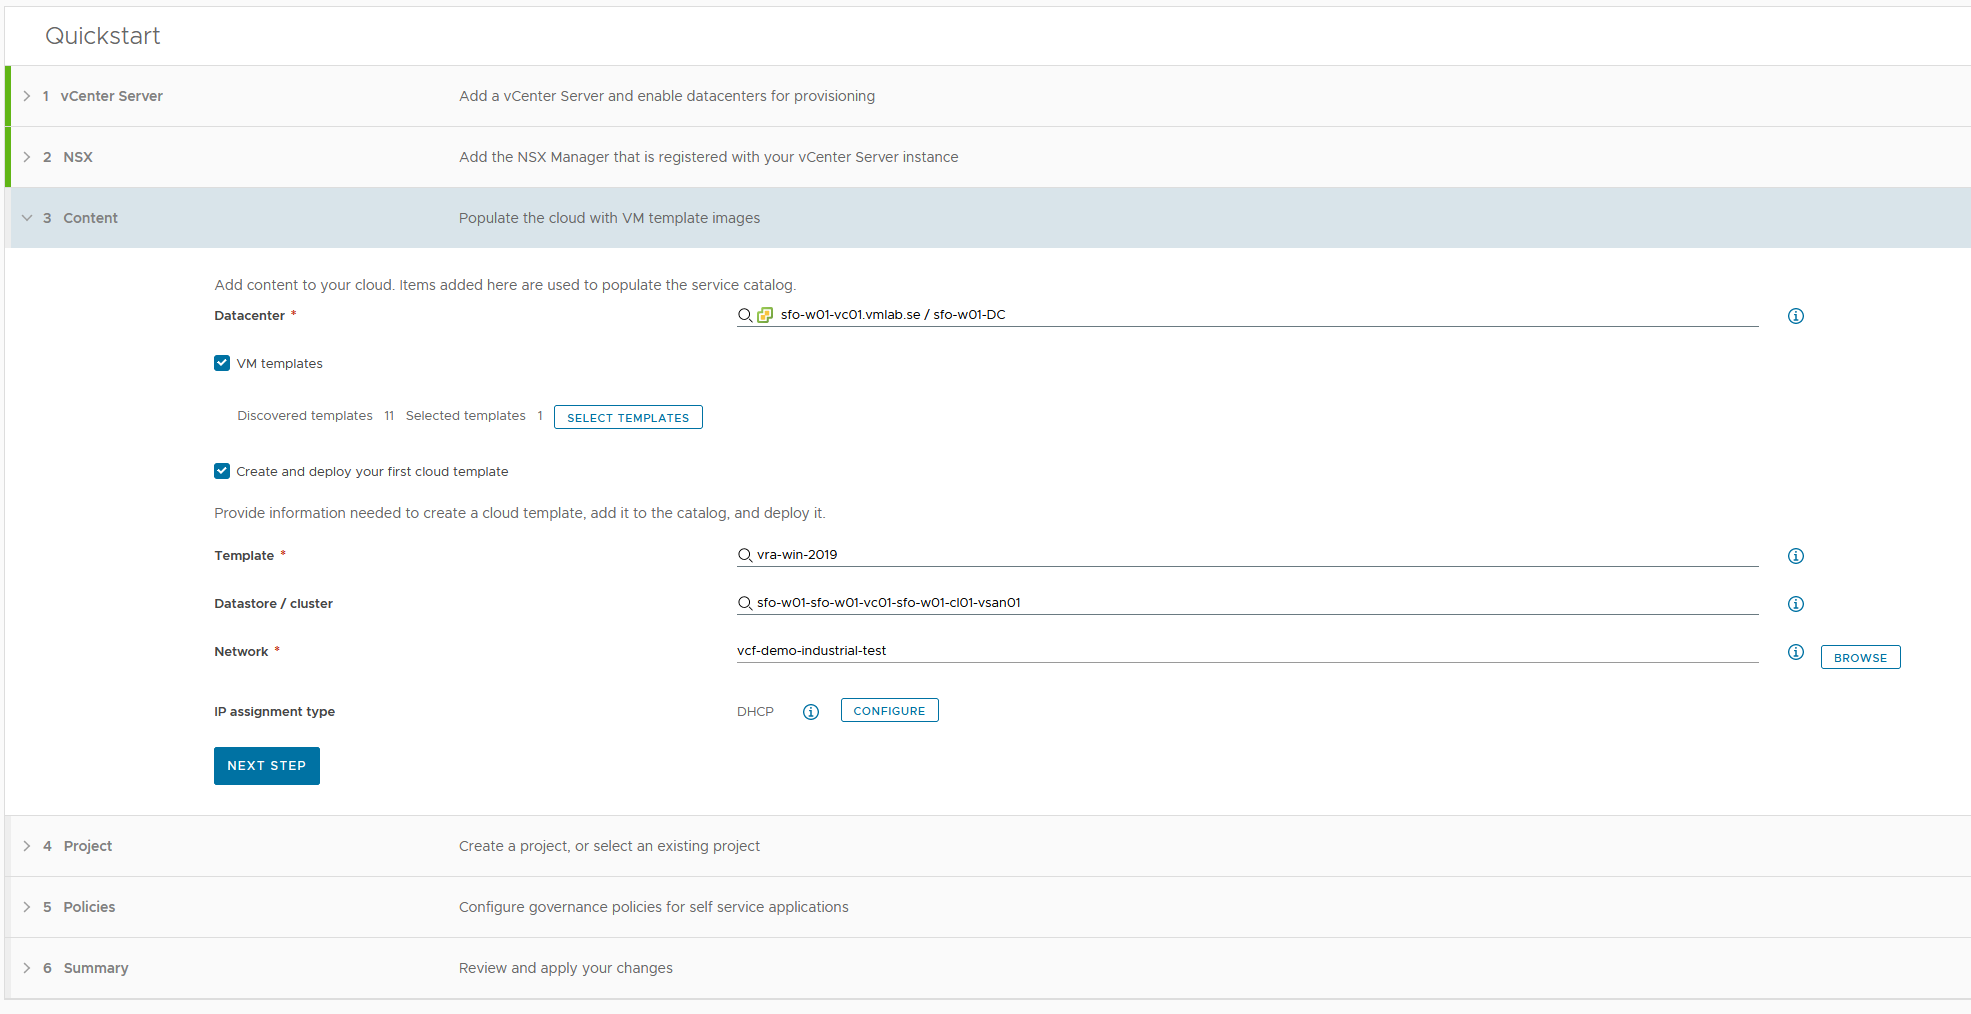 Quickstart
1 vCenter Server Add a vCenter Server and enable datacenters for provisioning
2 NSX Add the NSX Manager that is registered with your vCenter Server instance
3 Content Populate the cloud with VM template images
Add content to your cloud. Items added here are used to populate the service catalog.
Datacenter * sfo-w01-vc01.vmlab.se / sfo-w01-DC
VM templates
Discovered templates 11 Selected templates 1 SELECT TEMPLATES
Create and deploy your first cloud template
Provide information needed to create a cloud template, add it to the catalog, and deploy it.
Template * vra-win-2019
Datastore / cluster sfo-w01-sfo-w01-vc01-sfo-w01-cl01-vsan01
Network * vcf-demo-industrial-test BROWSE
IP assignment type DHCP CONFIGURE
NEXT STEP
4 Project Create a project, or select an existing project
5 Policies Configure governance policies for self service applications
6 Summary Review and apply your changes